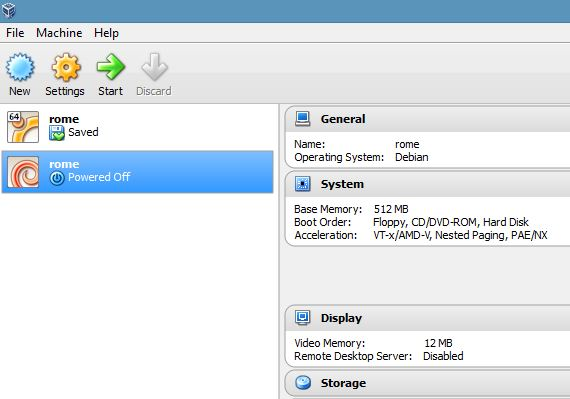 File Machine Help
New Settings Start Discard
64
rome
Saved
rome
Powered Off
General
Name: rome
Operating System: Debian
System
Base Memory: 512 MB
Boot Order: Floppy, CD/DVD-ROM, Hard Disk
Acceleration: VT-x/AMD-V, Nested Paging, PAE/NX
Display
Video Memory: 12 MB
Remote Desktop Server: Disabled
Storage